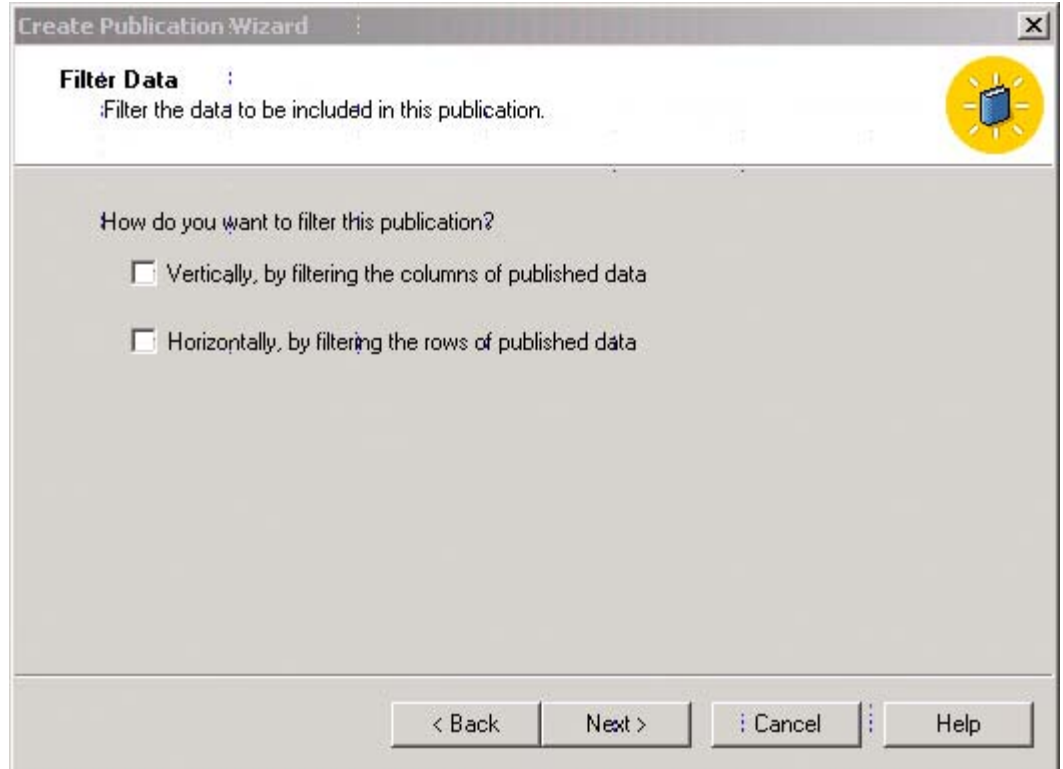 Create Publication Wizard
Filter Data
Filter the data to be included in this publication.
How do you want to filter this publication?
Vertically, by filtering the columns of published data
Horizontally, by filtering the rows of published data
< Back Next > Cancel Help